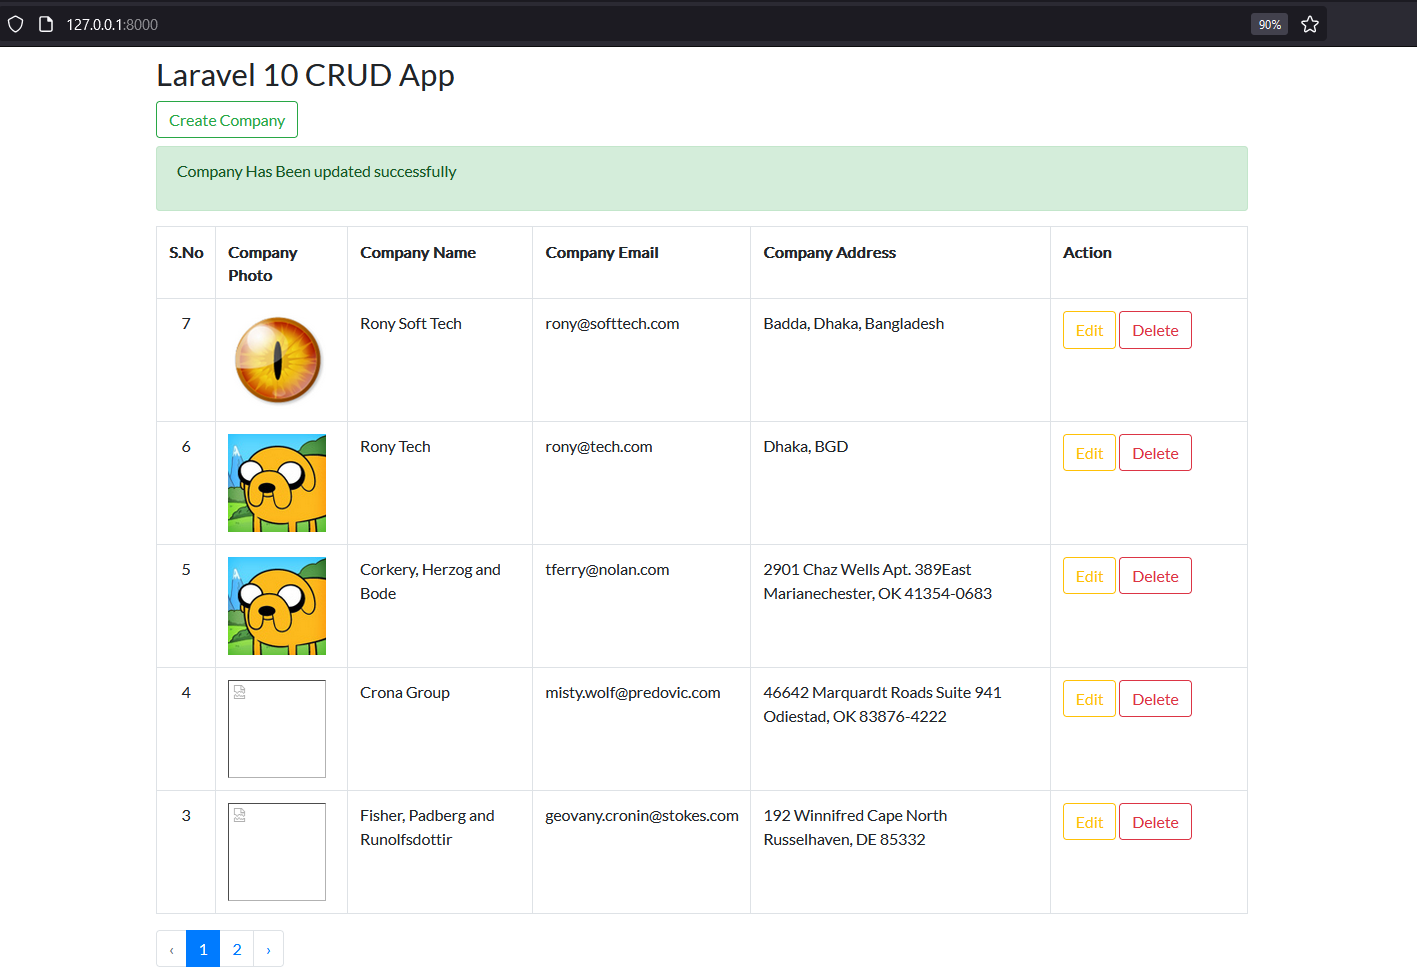 127.0.0.1:8000
90%
Laravel 10 CRUD App
Create Company
Company Has Been updated successfully
S.No
Company
Photo
Company Name
Company Email
Company Address
Action
7
Rony Soft Tech
rony@softtech.com
Badda, Dhaka, Bangladesh
Edit
Delete
6
Rony Tech
rony@tech.com
Dhaka, BGD
Edit
Delete
5
Corkery, Herzog and
Bode
tferry@nolan.com
2901 Chaz Wells Apt. 389East
Marianechester, OK 41354-0683
Edit
Delete
4
Crona Group
misty.wolf@predovic.com
46642 Marquardt Roads Suite 941
Odiestad, OK 83876-4222
Edit
Delete
3
Fisher, Padberg and
Runolfsdottir
geovany.cronin@stokes.com
192 Winnifred Cape North
Russelhaven, DE 85332
Edit
Delete
‹ 1 2 ›